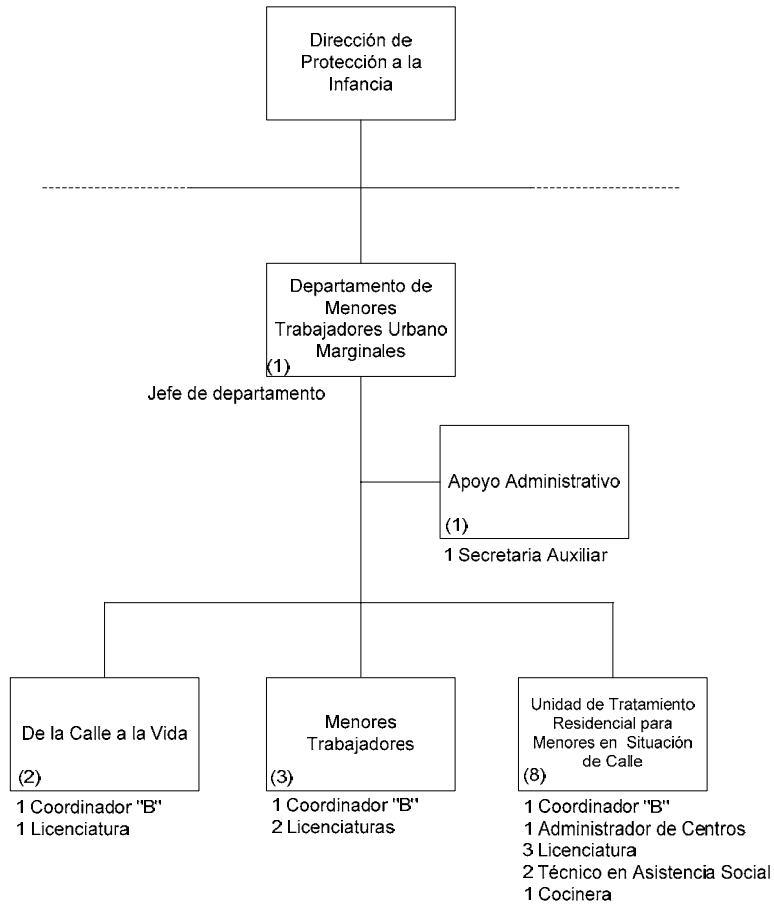 Dirección de
Protección a la
Infancia
Departamento de
Menores
Trabajadores Urbano
Marginales
(1)
Jefe de departamento
Apoyo Administrativo
(1)
1 Secretaria Auxiliar
De la Calle a la Vida
(2)
1 Coordinador "B"
1 Licenciatura
Menores
Trabajadores
(3)
1 Coordinador "B"
2 Licenciaturas
Unidad de Tratamiento
Residencial para
Menores en Situación
de Calle
(8)
1 Coordinador "B"
1 Administrador de Centros
3 Licenciatura
2 Técnico en Asistencia Social
1 Cocinera